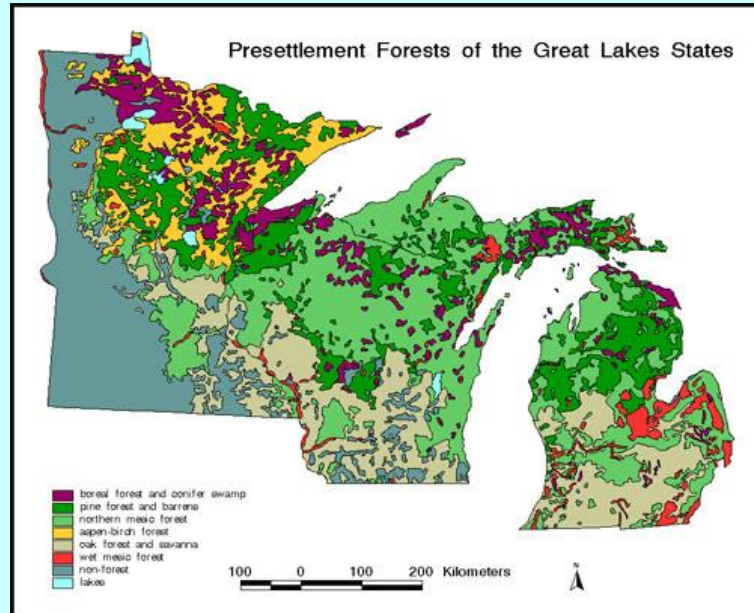 Presettlement Forests of the Great Lakes States
boreal forest and conifer swamp
pine forest and barrens
northern mesic forest
aspen-birch forest
oak forest and savanna
wet mesic forest
non-forest
lakes
100 0 100 200 Kilometers
N